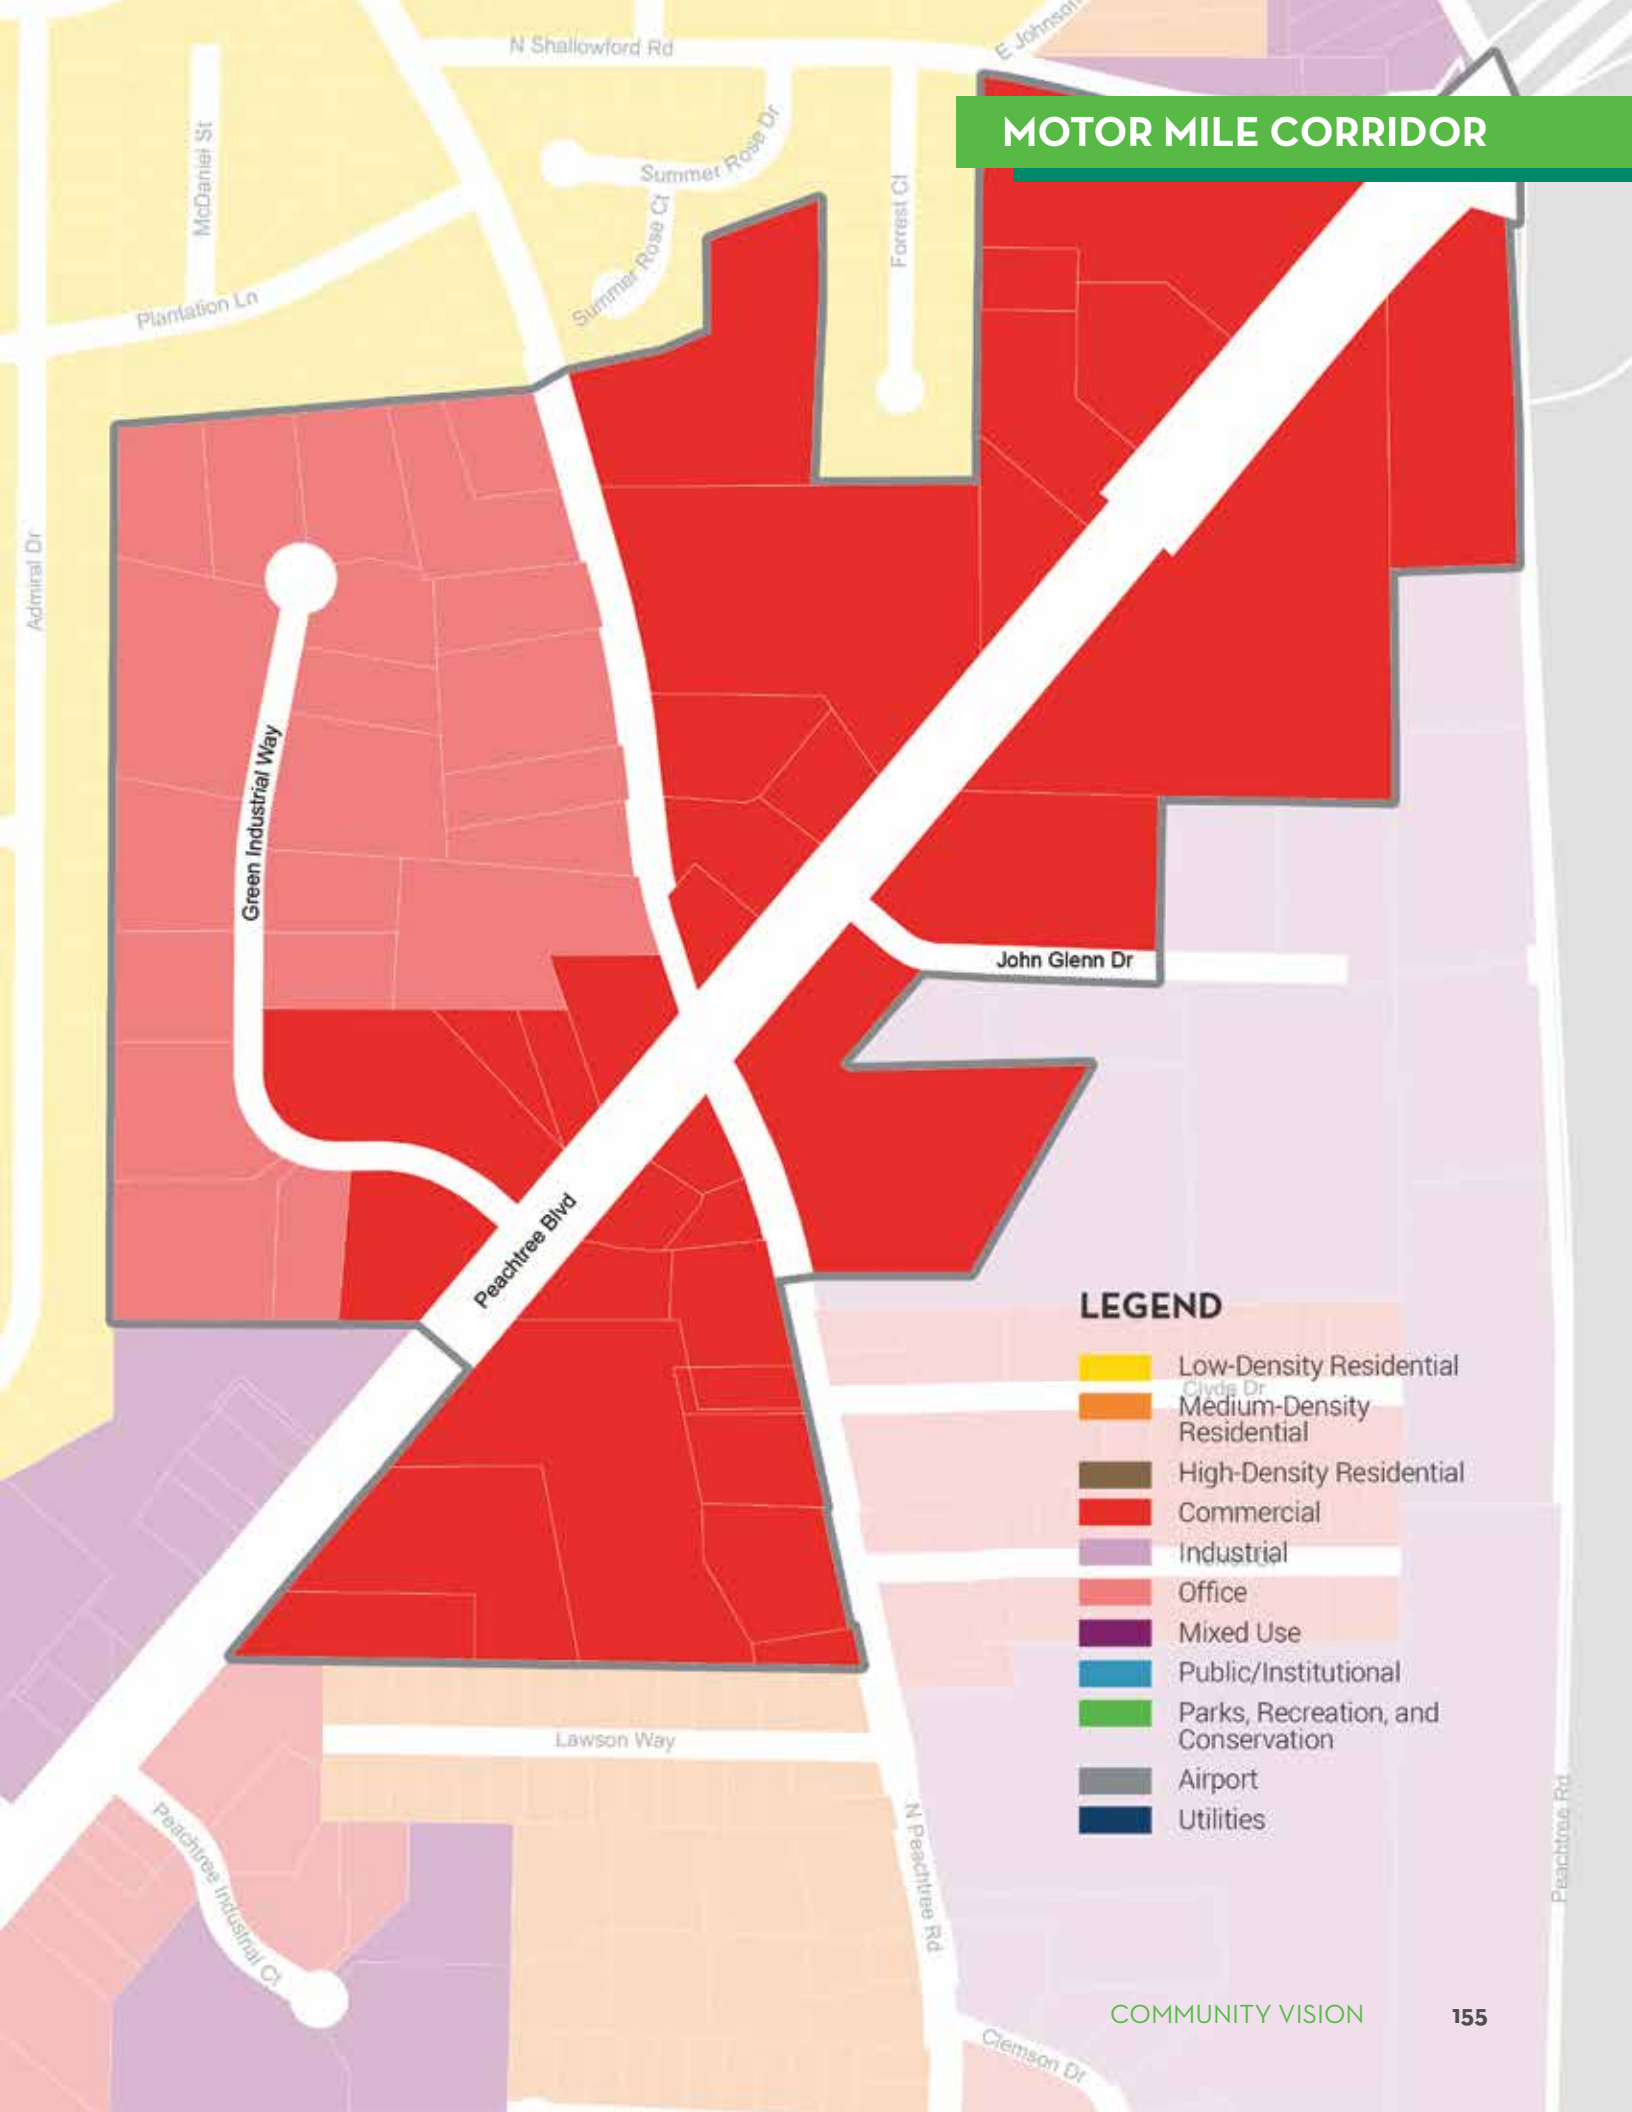 N Shallowford Rd
E Johnson
MOTOR MILE CORRIDOR
McDaniel St
Summer Rose Dr
Forrest Ct
Summer Rose Ct
Plantation Ln
Admiral Dr
Green Industrial Way
John Glenn Dr
Peachtree Blvd
LEGEND
Low-Density Residential
Clyde Dr
Medium-Density
Residential
High-Density Residential
Commercial
Industrial
Office
Mixed Use
Public/Institutional
Parks, Recreation, and
Conservation
Airport
Utilities
Lawson Way
Peachtree Industrial Ct
N Peachtree Rd
Peachtree Rd
COMMUNITY VISION 155
Clemson Dr